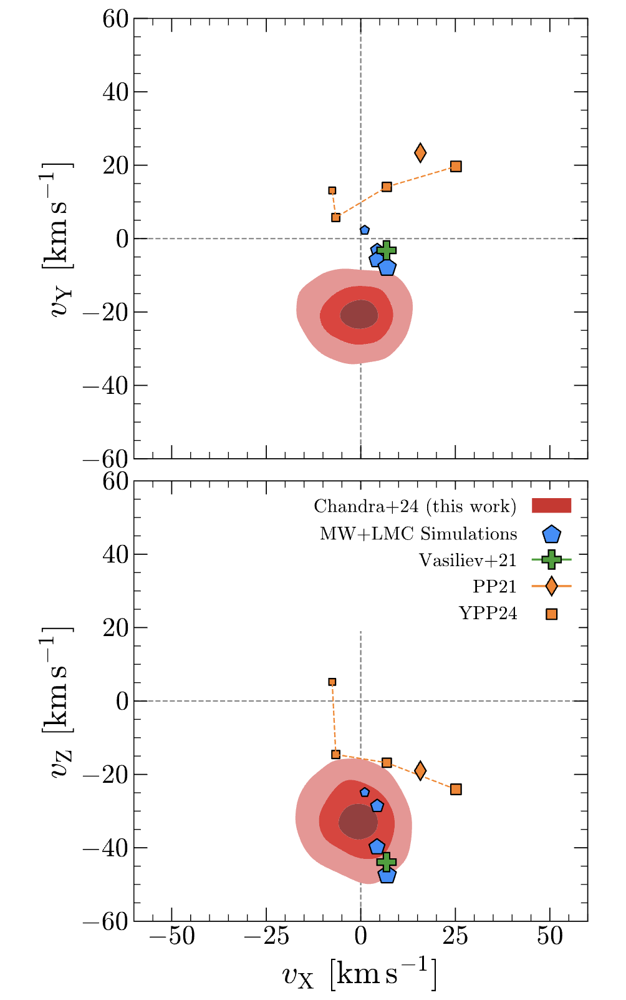 60
40
20
0
−20
−40
−60
v_Y [km s⁻¹]
60
40
20
0
−20
−40
−60
v_Z [km s⁻¹]
Chandra+24 (this work)
MW+LMC Simulations
Vasiliev+21
PP21
YPP24
−50 −25 0 25 50
v_X [km s⁻¹]